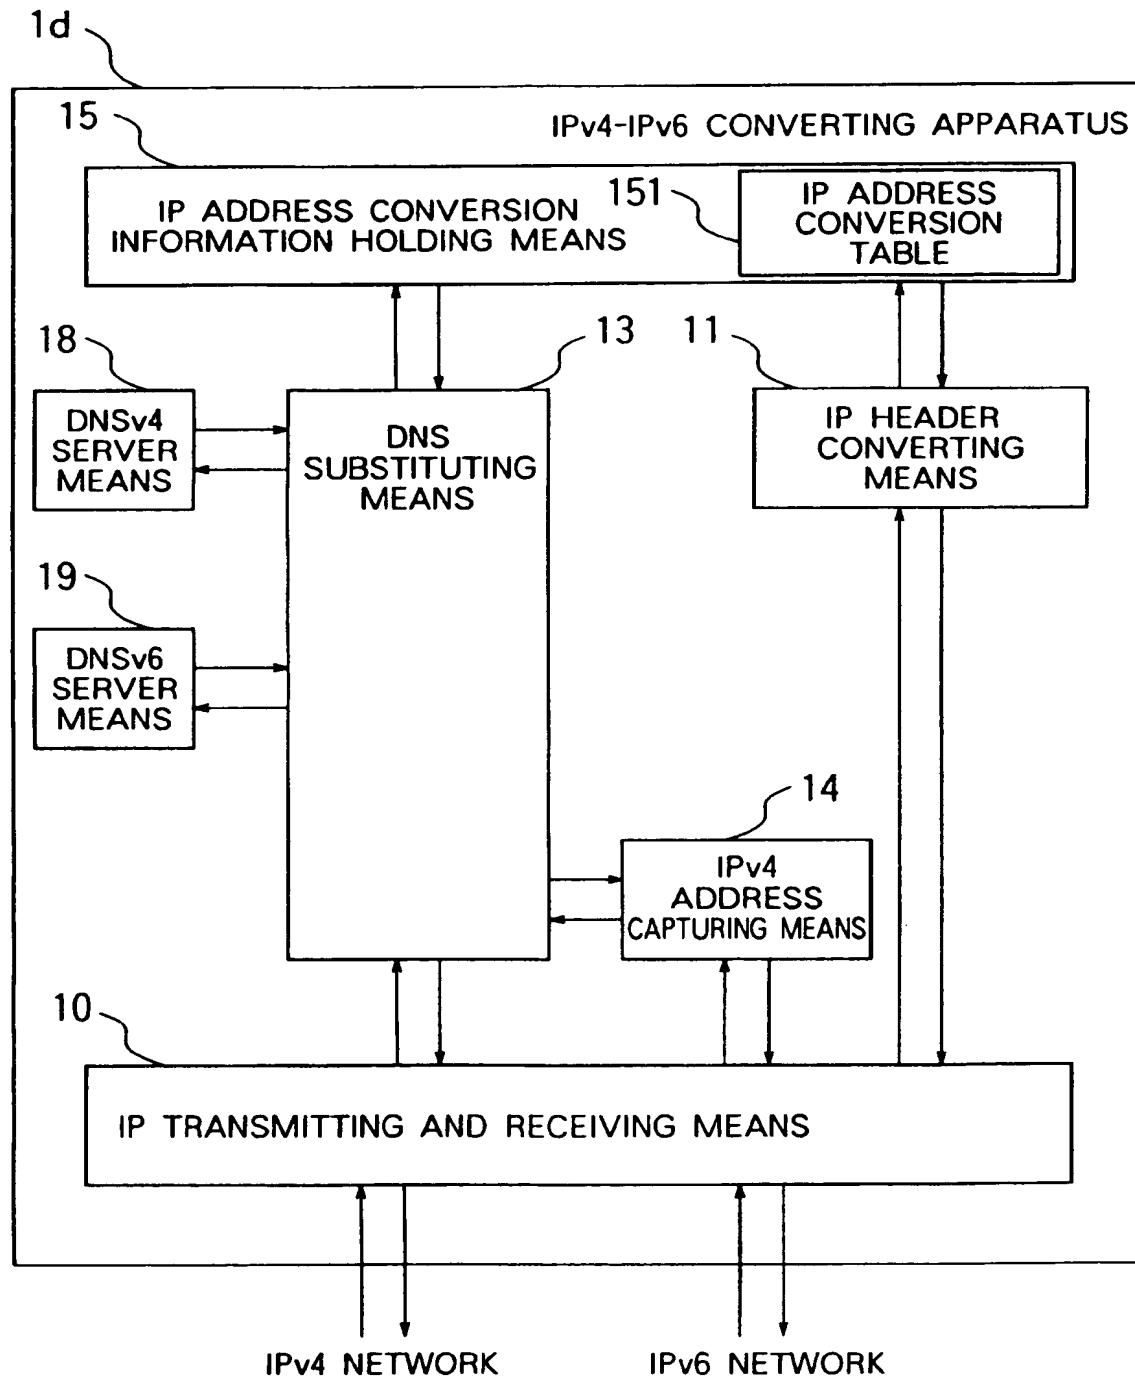 1d
15
IPv4-IPv6 CONVERTING APPARATUS
IP ADDRESS CONVERSION
INFORMATION HOLDING MEANS
151
IP ADDRESS
CONVERSION
TABLE
18
13
11
DNSv4
SERVER
MEANS
DNS
SUBSTITUTING
MEANS
IP HEADER
CONVERTING
MEANS
19
DNSv6
SERVER
MEANS
14
IPv4
ADDRESS
CAPTURING MEANS
10
IP TRANSMITTING AND RECEIVING MEANS
IPv4 NETWORK
IPv6 NETWORK